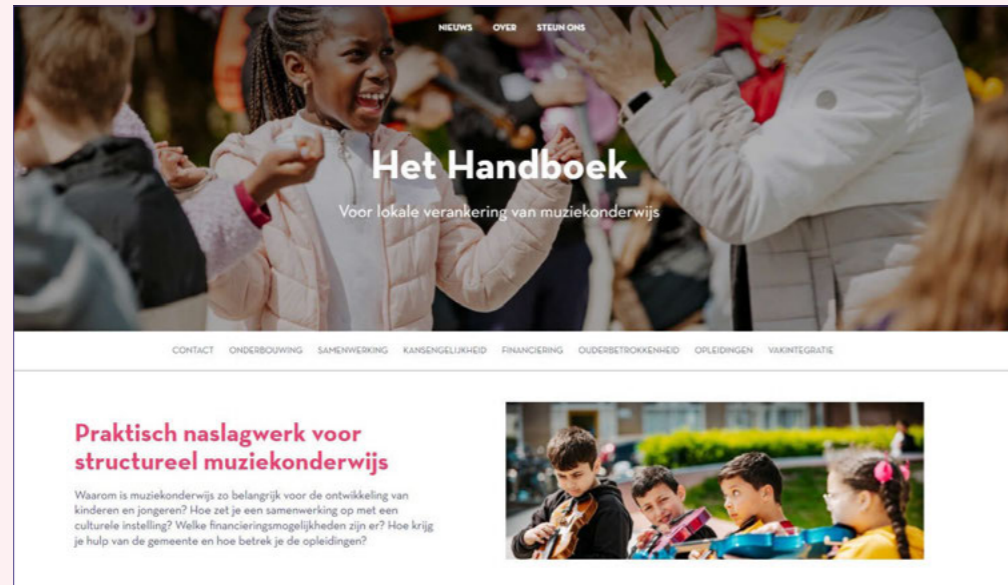 NIEUWS OVER STEUN ONS
Het Handboek
Voor lokale verankering van muziekonderwijs
CONTACT ONDERBOUWING SAMENWERKING KANSENGELIJKHEID FINANCIERING OUDERBETROKKENHEID OPLEIDINGEN VAKINTEGRATIE
Praktisch naslagwerk voor
structureel muziekonderwijs
Waarom is muziekonderwijs zo belangrijk voor de ontwikkeling van
kinderen en jongeren? Hoe zet je een samenwerking op met een
culturele instelling? Welke financieringsmogelijkheden zijn er? Hoe krijg
je hulp van de gemeente en hoe betrek je de opleidingen?